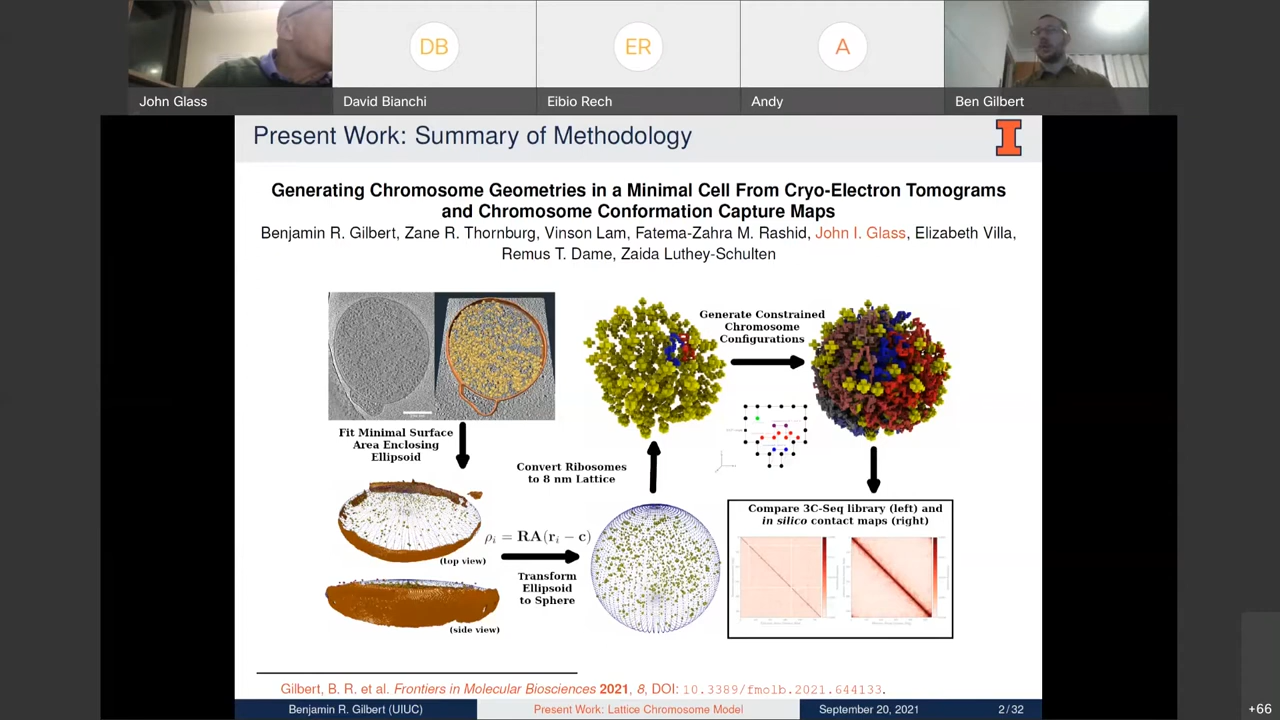 DB
ER
A
John Glass
David Bianchi
Eibio Rech
Andy
Ben Gilbert
Present Work: Summary of Methodology
Generating Chromosome Geometries in a Minimal Cell From Cryo-Electron Tomograms
and Chromosome Conformation Capture Maps
Benjamin R. Gilbert, Zane R. Thornburg, Vinson Lam, Fatema-Zahra M. Rashid, John I. Glass, Elizabeth Villa,
Remus T. Dame, Zaida Luthey-Schulten
Generate Constrained
Chromosome
Configurations
Fit Minimal Surface
Area Enclosing
Ellipsoid
Convert Ribosomes
to 8 nm Lattice
Compare 3C-Seq library (left) and
in silico contact maps (right)
ρᵢ = RA(rᵢ − c)
(top view)
Transform
Ellipsoid
to Sphere
(side view)
Gilbert, B. R. et al. Frontiers in Molecular Biosciences 2021, 8, DOI: 10.3389/fmolb.2021.644133.
Benjamin R. Gilbert (UIUC)
Present Work: Lattice Chromosome Model
September 20, 2021
2 / 32
+66